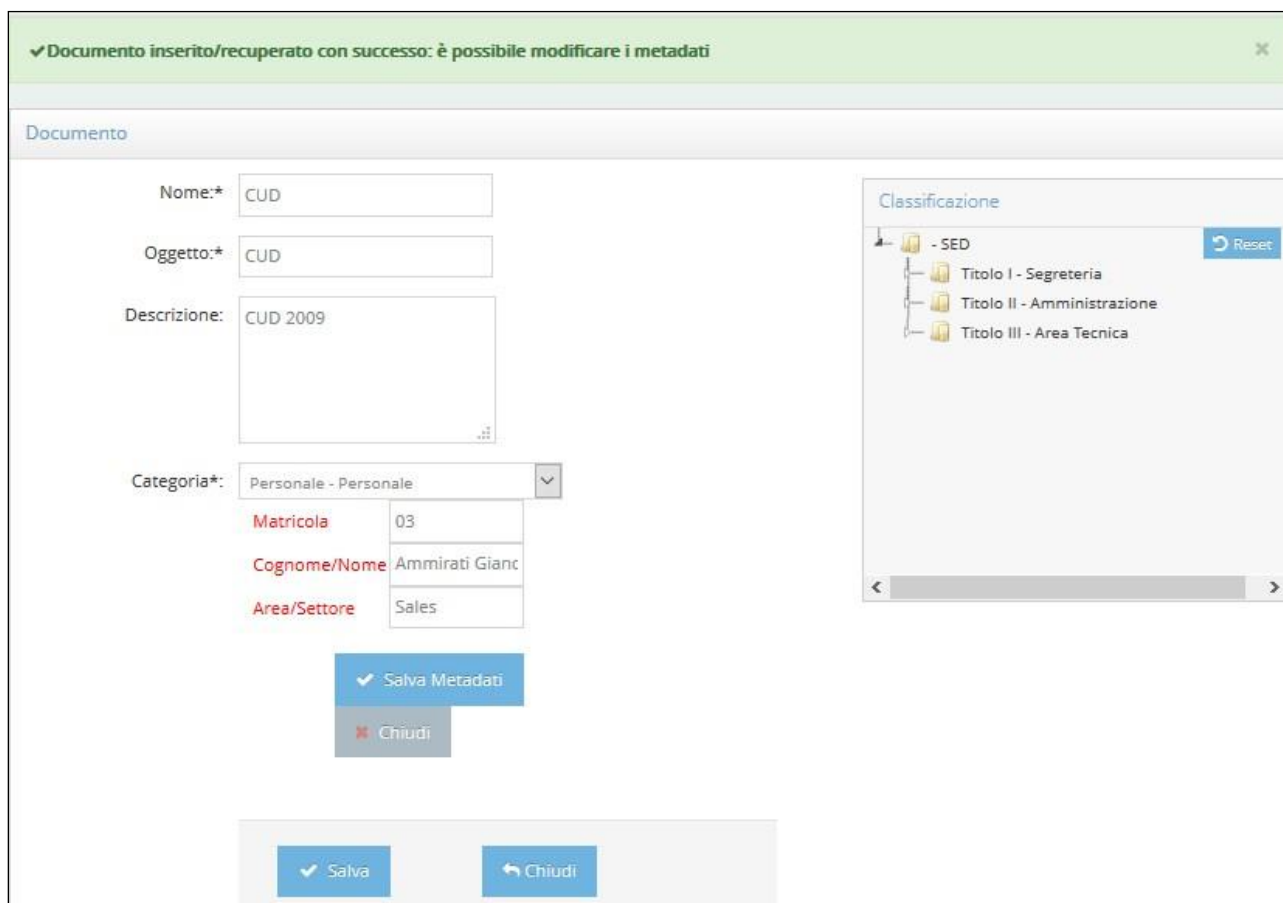 Documento inserito/recuperato con successo: è possibile modificare i metadati
Documento
Nome:* CUD
Oggetto:* CUD
Descrizione: CUD 2009
Categoria*: Personale - Personale
Matricola 03
Cognome/Nome Ammirati Gianc
Area/Settore Sales
Salva Metadati
Chiudi
Salva Chiudi
Classificazione
- SED Reset
Titolo I - Segreteria
Titolo II - Amministrazione
Titolo III - Area Tecnica